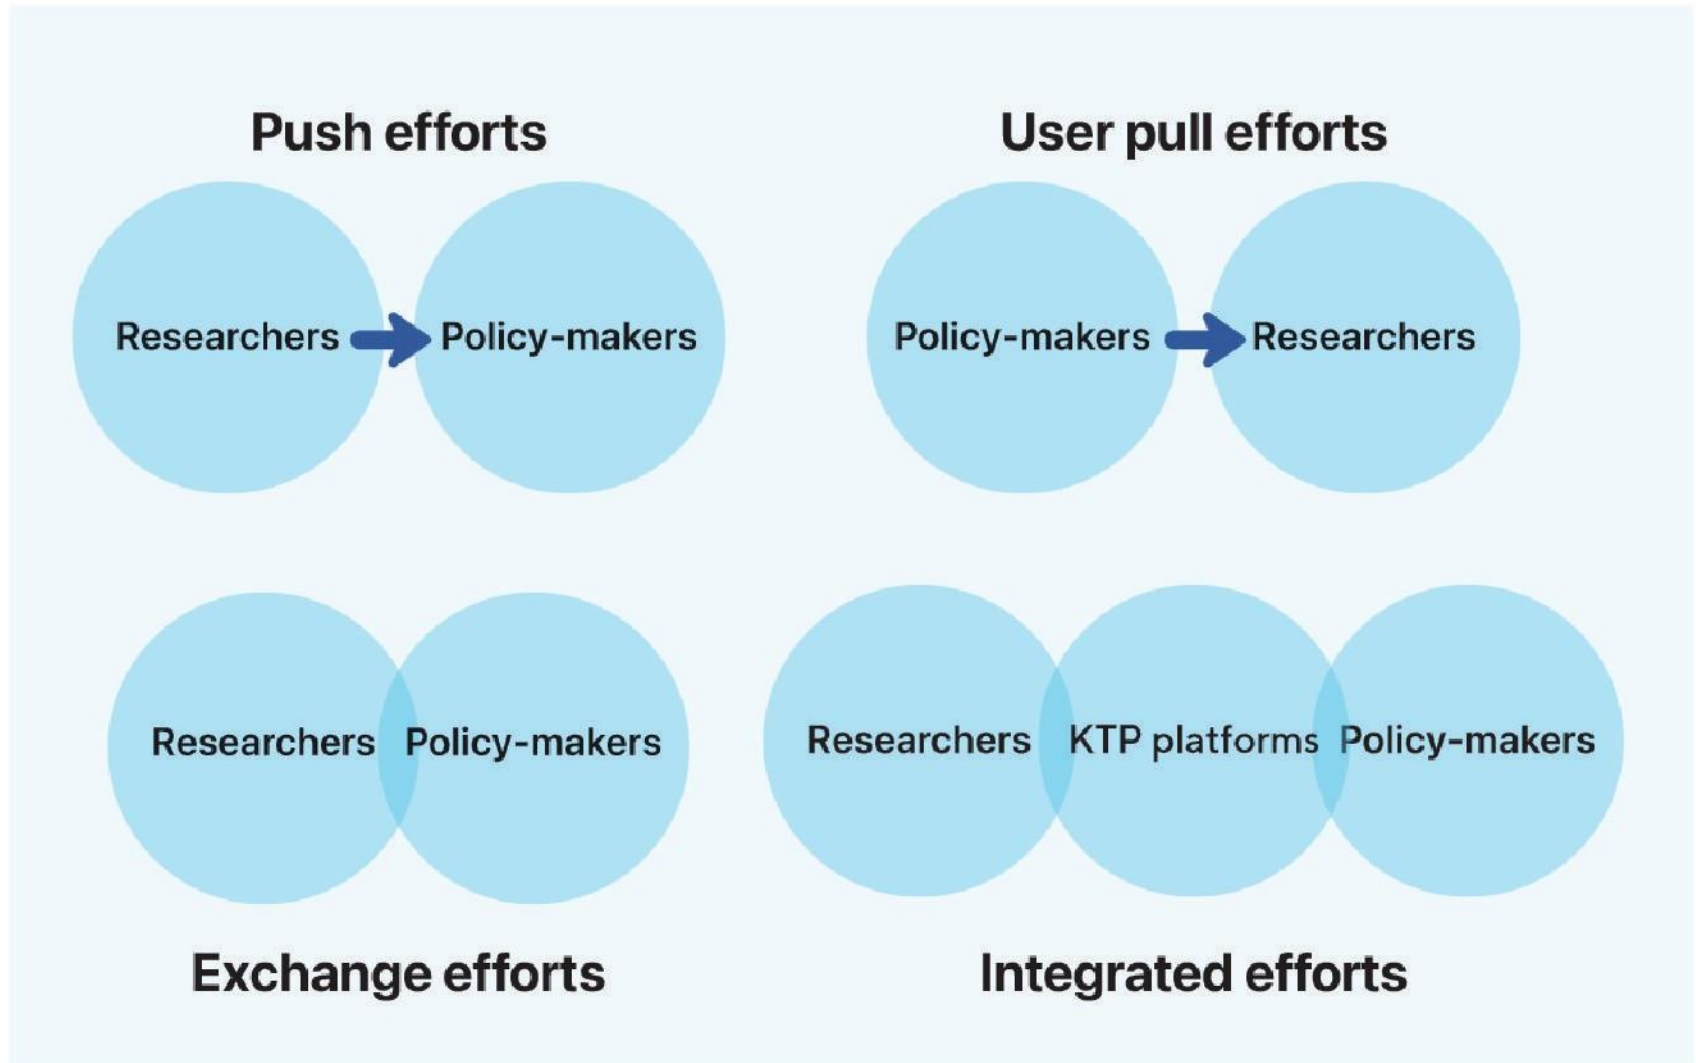 Push efforts
User pull efforts
Researchers
Policy-makers
Policy-makers
Researchers
Researchers
Policy-makers
Researchers
KTP platforms
Policy-makers
Exchange efforts
Integrated efforts